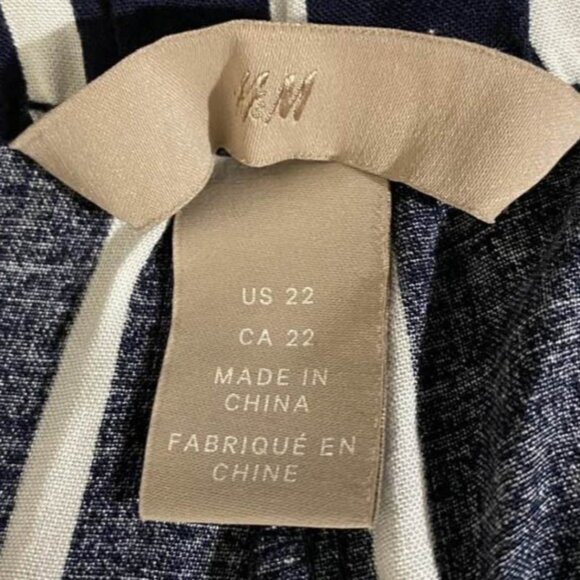 H&M
US 22
CA 22
MADE IN
CHINA
FABRIQUÉ EN
CHINE